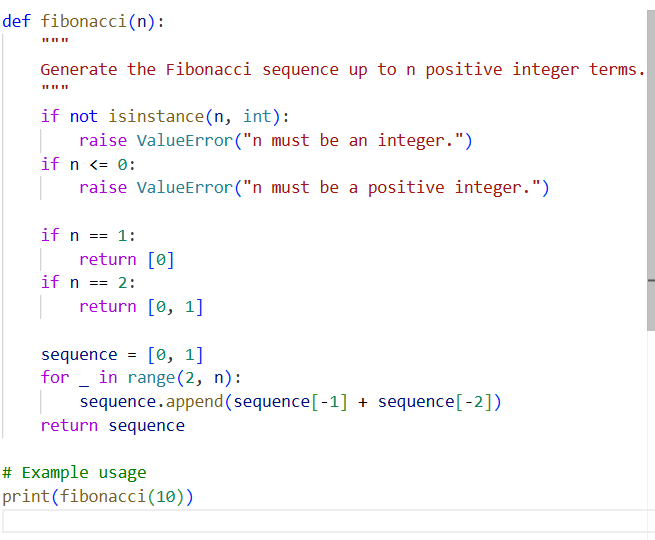 def fibonacci(n):
    """
    Generate the Fibonacci sequence up to n positive integer terms.
    """
    if not isinstance(n, int):
        raise ValueError("n must be an integer.")
    if n <= 0:
        raise ValueError("n must be a positive integer.")

    if n == 1:
        return [0]
    if n == 2:
        return [0, 1]

    sequence = [0, 1]
    for _ in range(2, n):
        sequence.append(sequence[-1] + sequence[-2])
    return sequence

# Example usage
print(fibonacci(10))